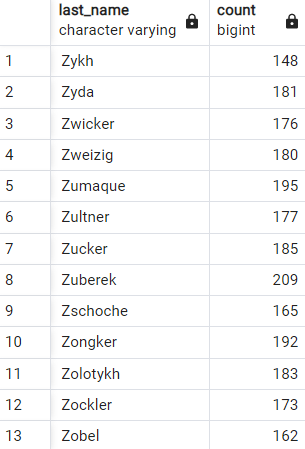 last_name count
character varying bigint
1 Zykh 148
2 Zyda 181
3 Zwicker 176
4 Zweizig 180
5 Zumaque 195
6 Zultner 177
7 Zucker 185
8 Zuberek 209
9 Zschoche 165
10 Zongker 192
11 Zolotykh 183
12 Zockler 173
13 Zobel 162